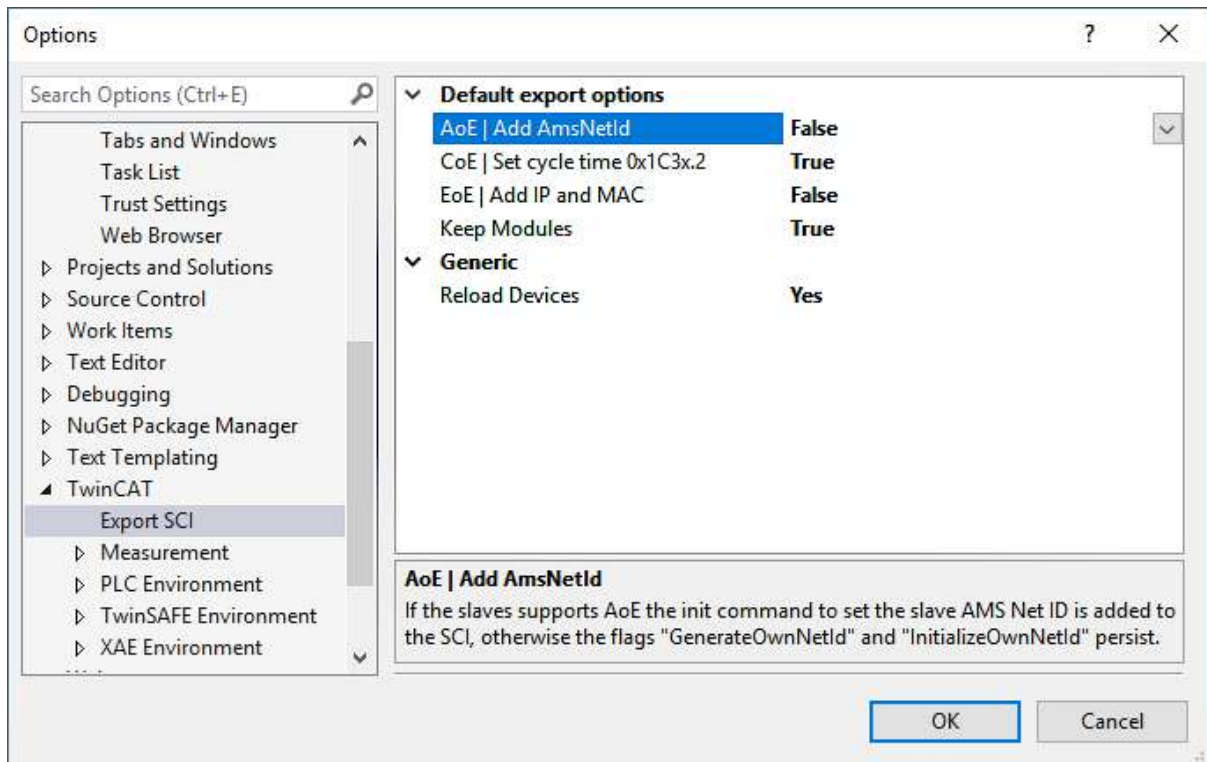 Options
?
Search Options (Ctrl+E)
Tabs and Windows
Task List
Trust Settings
Web Browser
Projects and Solutions
Source Control
Work Items
Text Editor
Debugging
NuGet Package Manager
Text Templating
TwinCAT
Export SCI
Measurement
PLC Environment
TwinSAFE Environment
XAE Environment
Default export options
AoE | Add AmsNetId False
CoE | Set cycle time 0x1C3x.2 True
EoE | Add IP and MAC False
Keep Modules True
Generic
Reload Devices Yes
AoE | Add AmsNetId
If the slaves supports AoE the init command to set the slave AMS Net ID is added to
the SCI, otherwise the flags "GenerateOwnNetId" and "InitializeOwnNetId" persist.
OK
Cancel